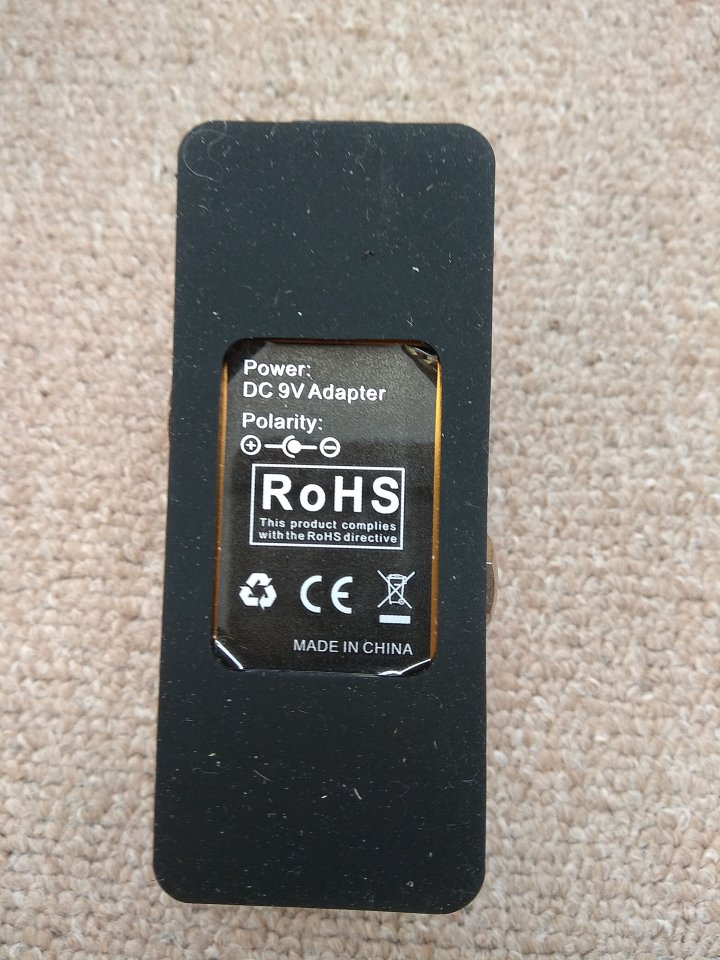 Power:
DC 9V Adapter
Polarity:
RoHS
This product complies
with the RoHS directive
CE
MADE IN CHINA